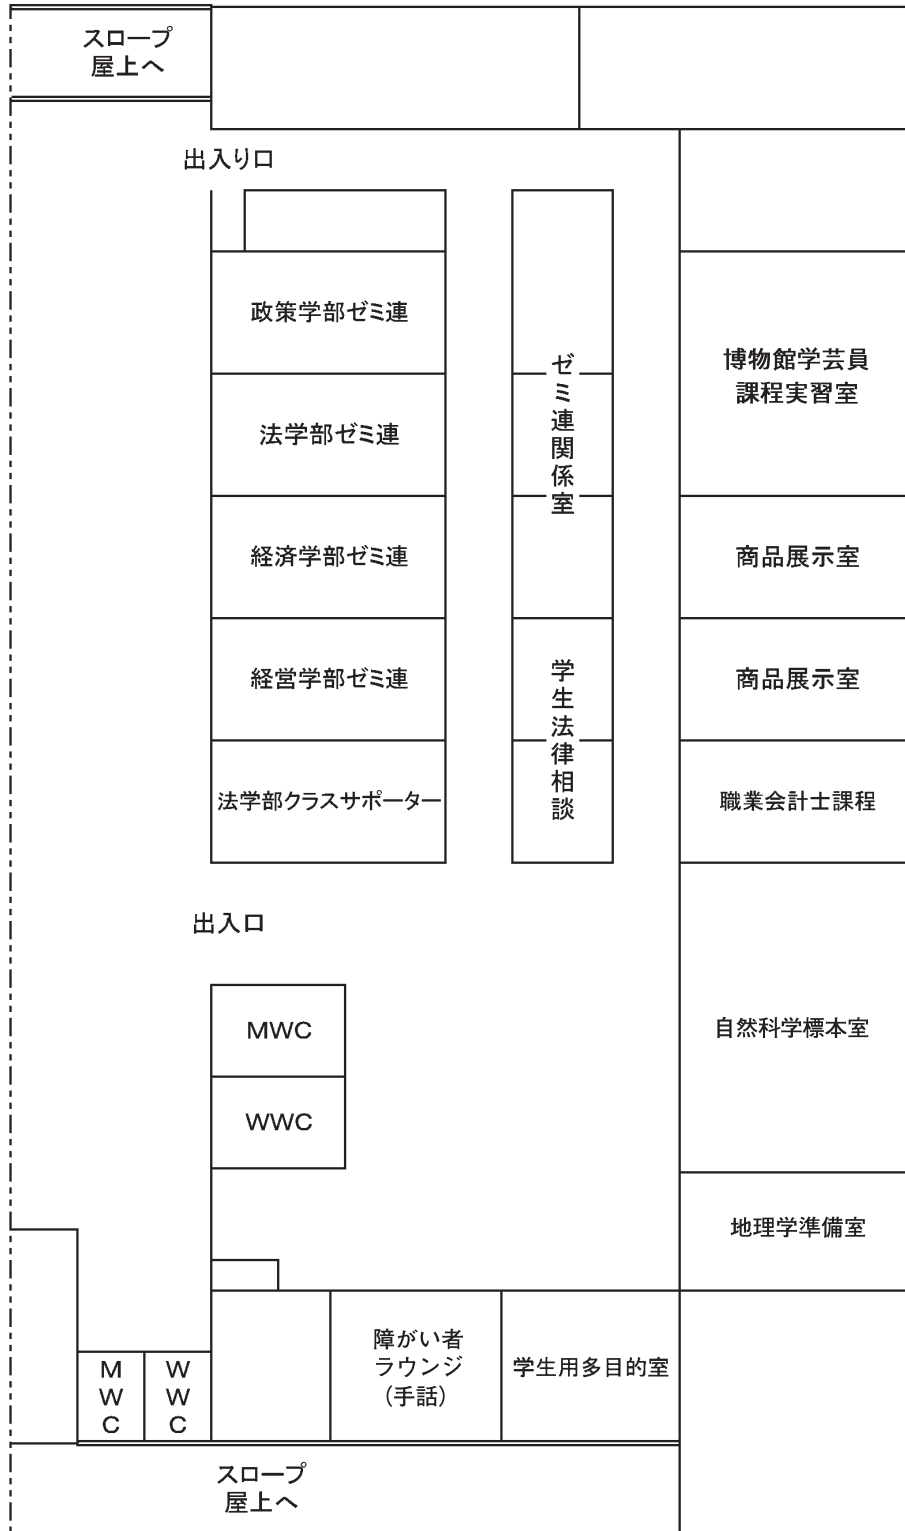 スロープ
屋上へ
出入り口
政策学部ゼミ連
法学部ゼミ連
経済学部ゼミ連
経営学部ゼミ連
法学部クラスサポーター
ゼミ連関係室
学生法律相談
博物館学芸員
課程実習室
商品展示室
商品展示室
職業会計士課程
出入口
MWC
WWC
自然科学標本室
地理学準備室
MWC
WWC
障がい者
ラウンジ
(手話)
学生用多目的室
スロープ
屋上へ